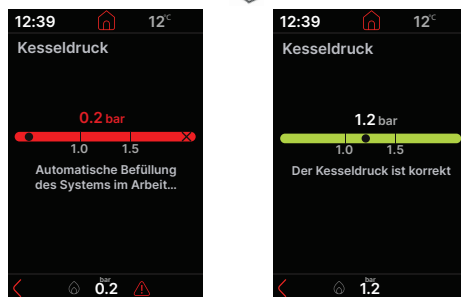 12:39 12°C
Kesseldruck
0.2 bar
1.0 1.5
Automatische Befüllung
des Systems im Arbeit...
bar
0.2
12:39 12°C
Kesseldruck
1.2 bar
1.0 1.5
Der Kesseldruck ist korrekt
bar
1.2